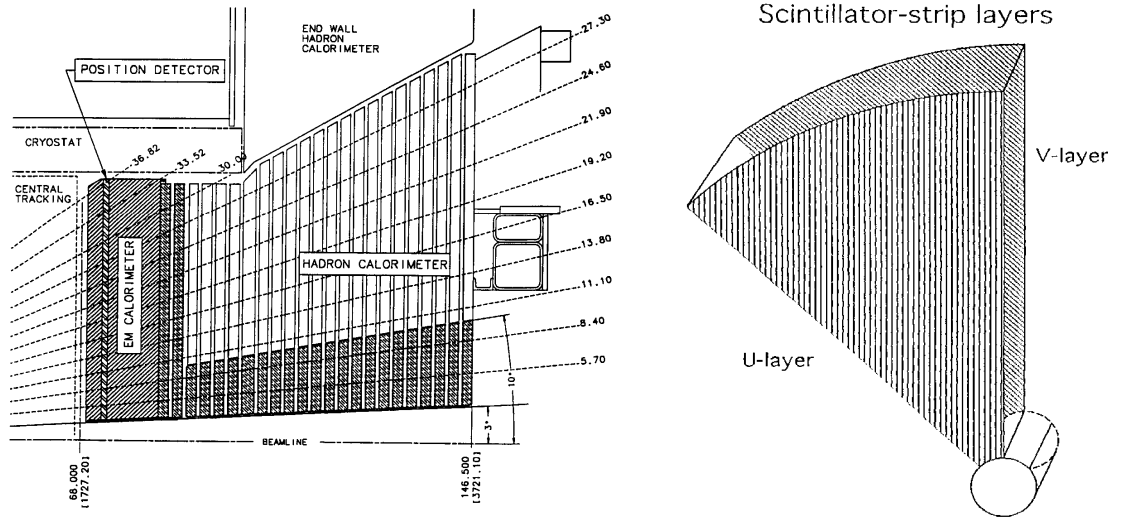 Scintillator-strip layers
END WALL
HADRON
CALORIMETER
27.30
24.60
POSITION DETECTOR
21.90
CRYOSTAT
36.82
33.52
30.00
19.20
V-layer
CENTRAL
TRACKING
16.50
13.80
EM CALORIMETER
HADRON CALORIMETER
11.10
8.40
U-layer
5.70
10°
3°
BEAMLINE
68.000
[1727.20]
146.500
[3721.10]